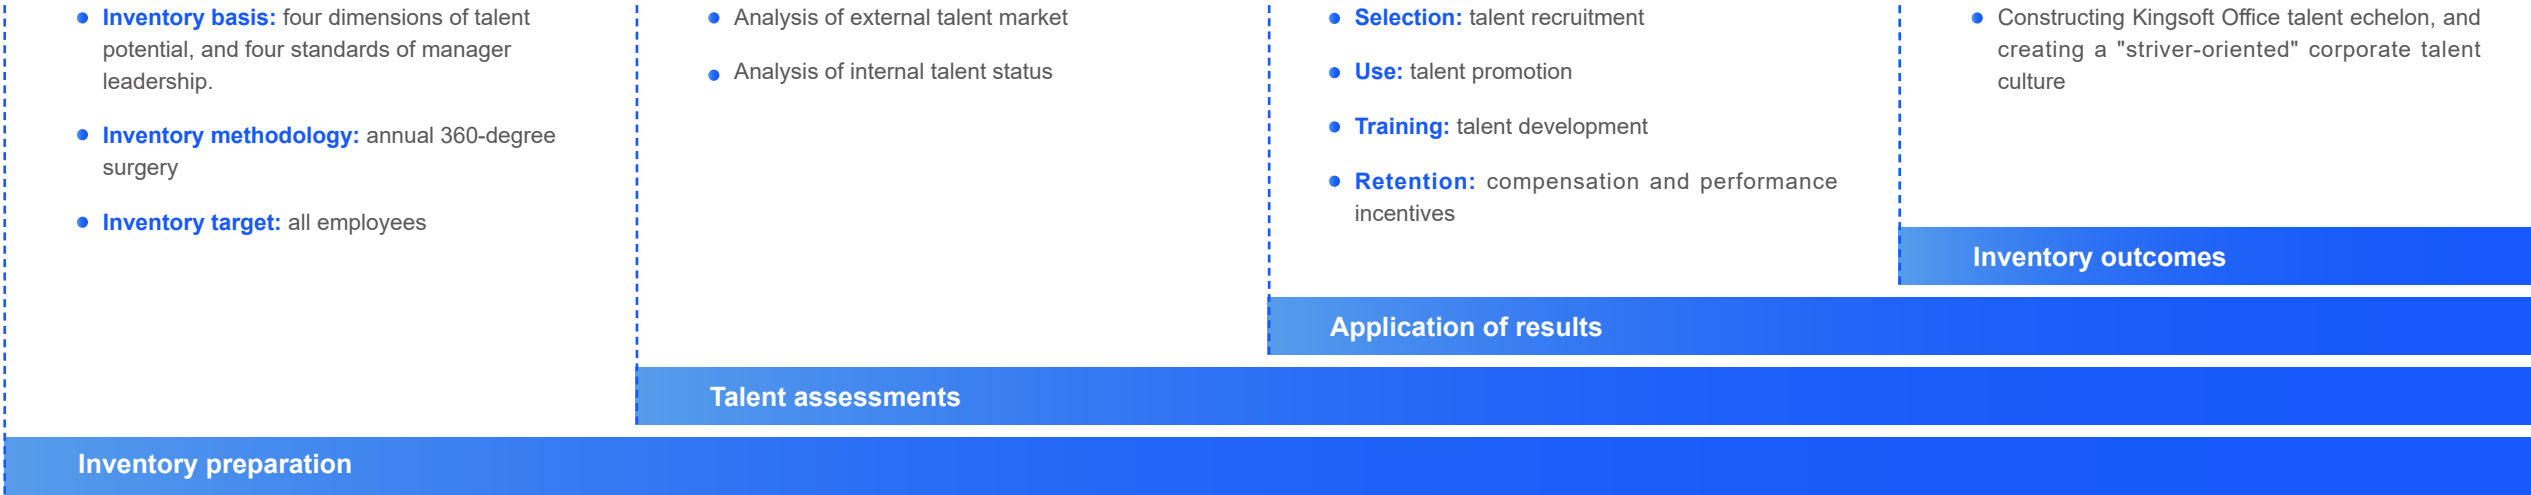 Inventory basis: four dimensions of talent
potential, and four standards of manager
leadership.
Inventory methodology: annual 360-degree
surgery
Inventory target: all employees
Analysis of external talent market
Analysis of internal talent status
Selection: talent recruitment
Use: talent promotion
Training: talent development
Retention: compensation and performance
incentives
Constructing Kingsoft Office talent echelon, and
creating a "striver-oriented" corporate talent
culture
Inventory outcomes
Application of results
Talent assessments
Inventory preparation